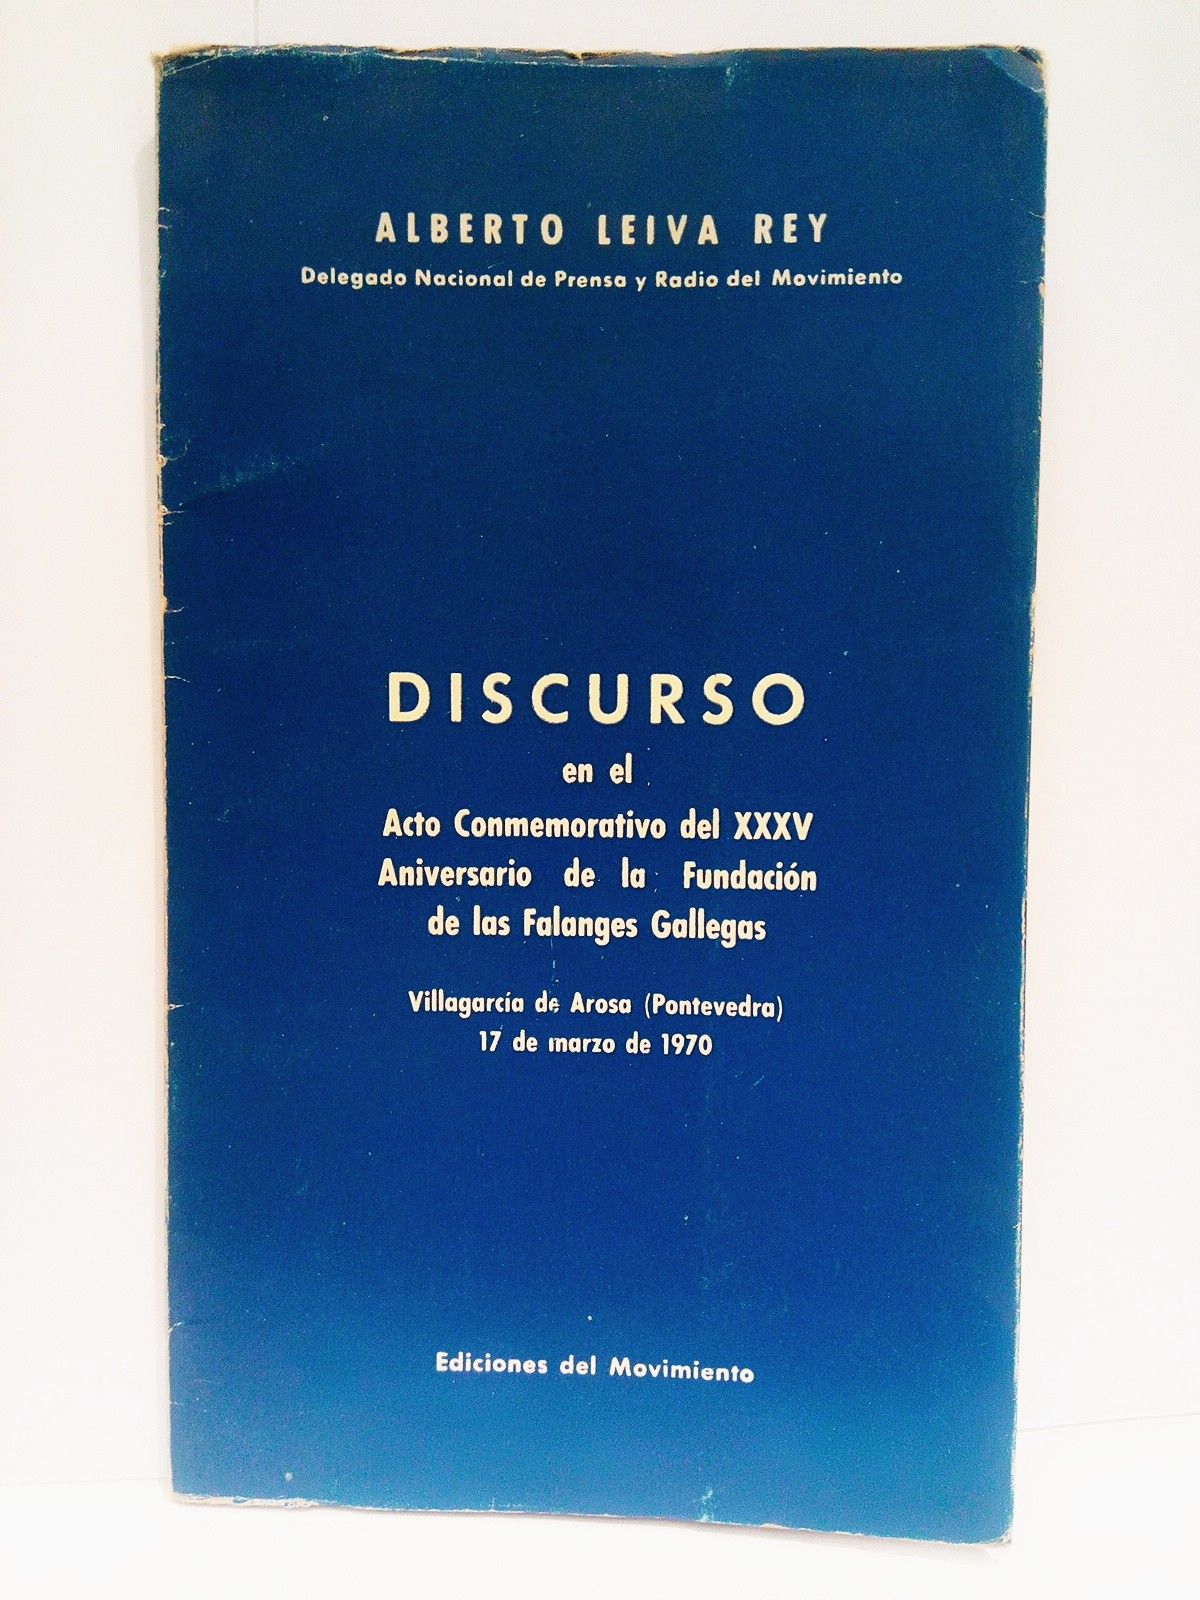 ALBERTO LEIVA REY
Delegado Nacional de Prensa y Radio del Movimiento
DISCURSO
en el
Acto Conmemorativo del XXXV
Aniversario de la Fundación
de las Falanges Gallegas
Villagarcía de Arosa (Pontevedra)
17 de marzo de 1970
Ediciones del Movimiento